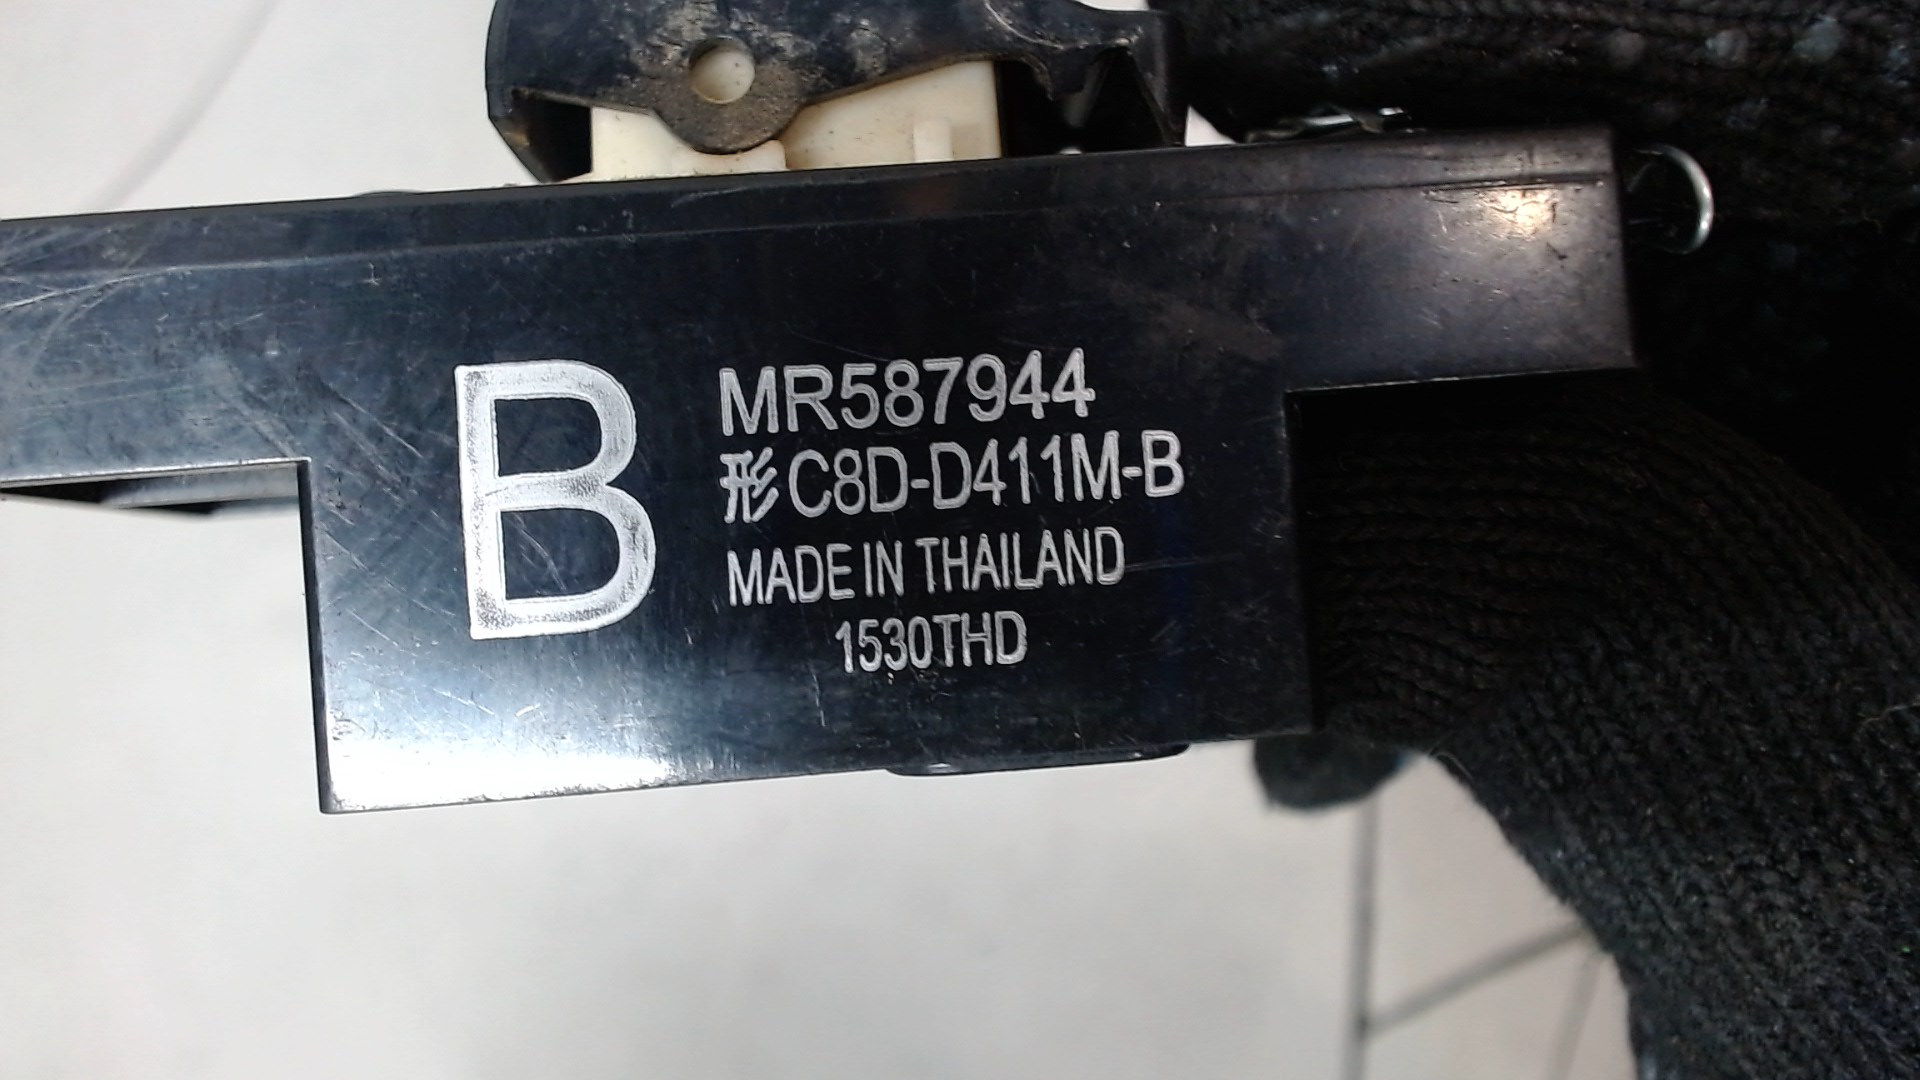 B
MR587944
形C8D-D411M-B
MADE IN THAILAND
1530THD